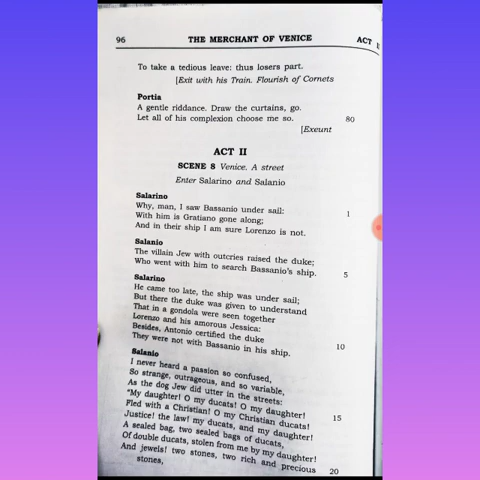 96 THE MERCHANT OF VENICE ACT
To take a tedious leave: thus losers part.
[Exit with his Train. Flourish of Cornets
Portia
A gentle riddance. Draw the curtains, go.
Let all of his complexion choose me so. 80
[Exeunt
ACT II
SCENE 8 Venice. A street
Enter Salarino and Salanio
Salarino
Why, man, I saw Bassanio under sail: 1
With him is Gratiano gone along;
And in their ship I am sure Lorenzo is not.
Salanio
The villain Jew with outcries raised the duke;
Who went with him to search Bassanio's ship. 5
Salarino
He came too late, the ship was under sail;
But there the duke was given to understand
That in a gondola were seen together
Lorenzo and his amorous Jessica:
Besides, Antonio certified the duke 10
They were not with Bassanio in his ship.
Salanio
I never heard a passion so confused,
So strange, outrageous, and so variable,
As the dog Jew did utter in the streets:
"My daughter! O my ducats! O my daughter! 15
Fled with a Christian! O my Christian ducats!
Justice! the law! my ducats, and my daughter!
A sealed bag, two sealed bags of ducats,
Of double ducats, stolen from me by my daughter!
And jewels! two stones, two rich and precious
stones, 20